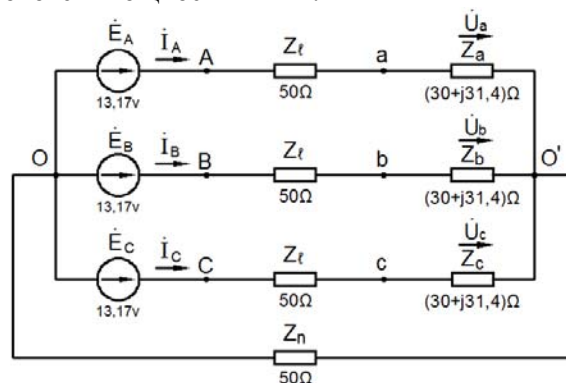 Ė_A İ_A A Z_ℓ a U̇_a Z_a
13,17v 50Ω (30+j31,4)Ω
O Ė_B İ_B B Z_ℓ b U̇_b Z_b O'
13,17v 50Ω (30+j31,4)Ω
Ė_C İ_C C Z_ℓ c U̇_c Z_c
13,17v 50Ω (30+j31,4)Ω
Z_n
50Ω